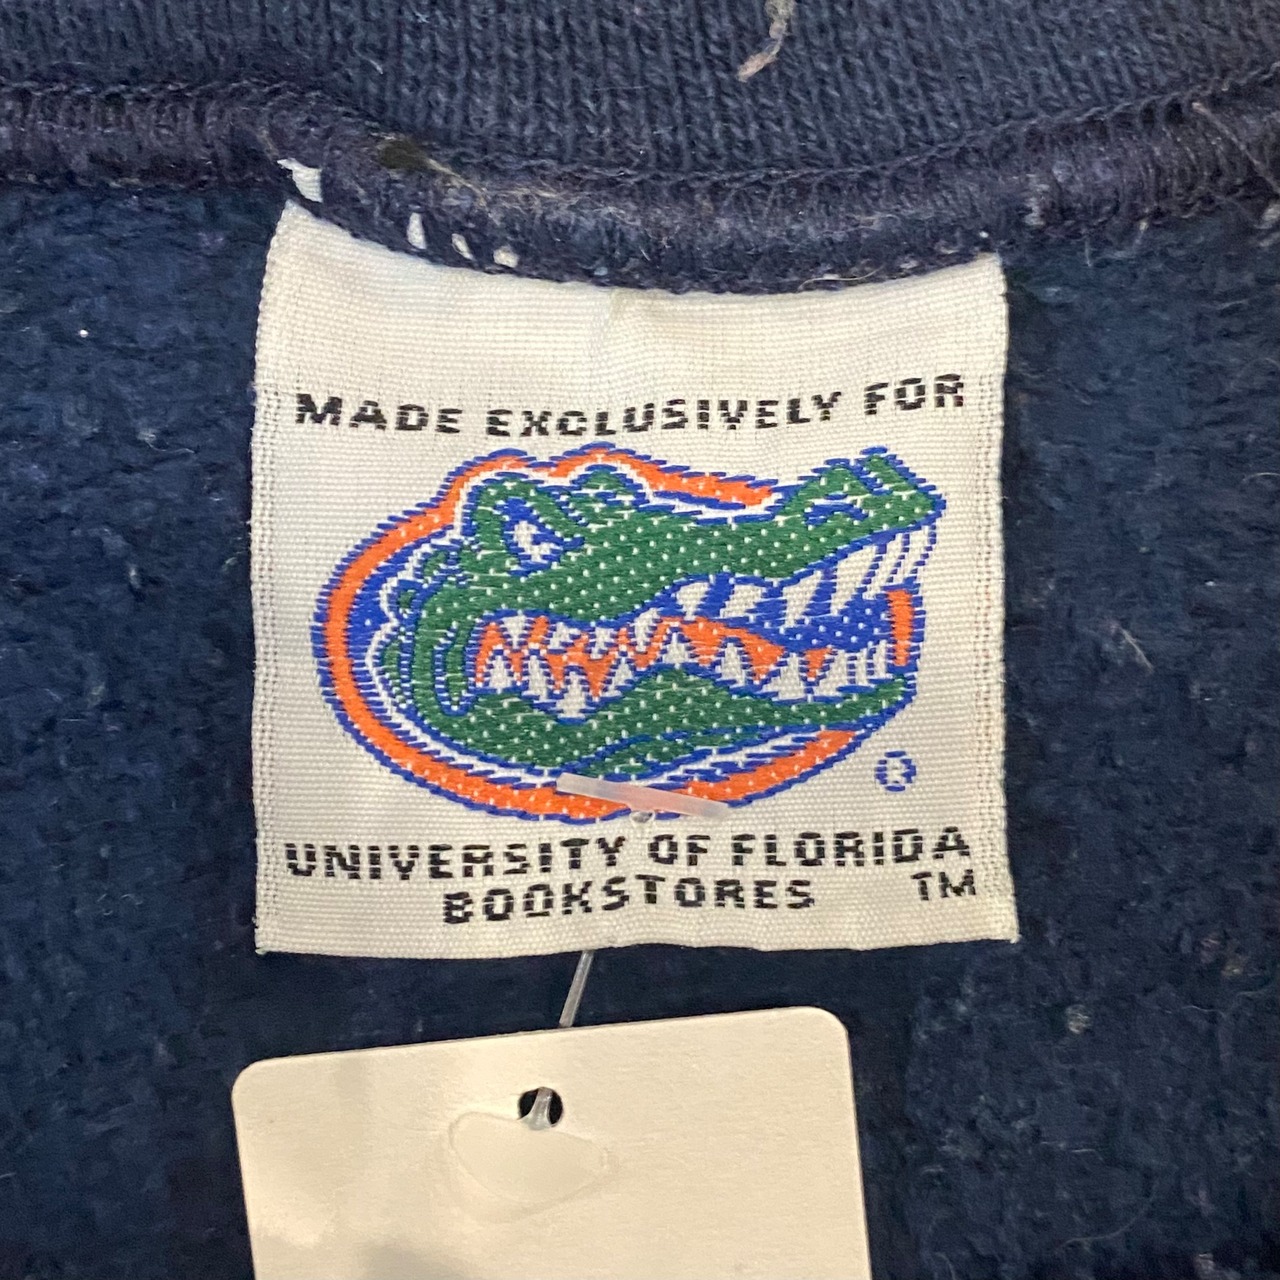 MADE EXCLUSIVELY FOR
®
UNIVERSITY OF FLORIDA
BOOKSTORES TM